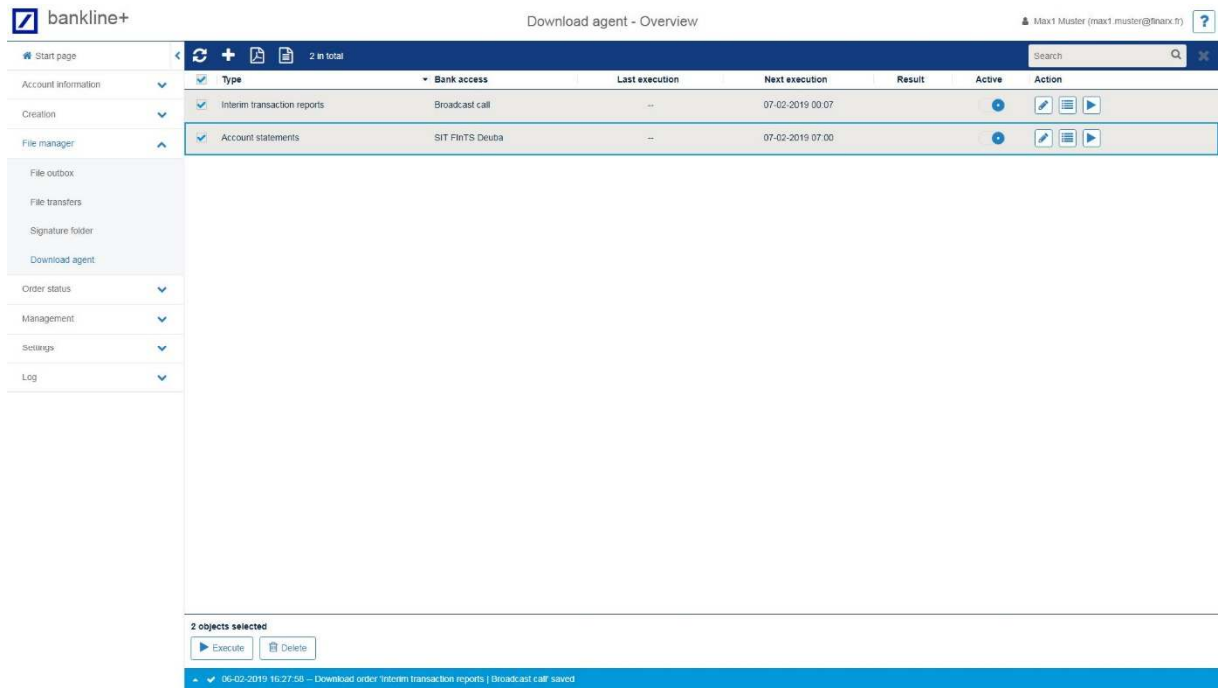 bankline+
Download agent - Overview
Max1 Muster (max1.muster@finarx.fr)
?
Start page
2 in total
Search
Type Bank access Last execution Next execution Result Active Action
Interim transaction reports Broadcast call -- 07-02-2019 00:07
Account statements SIT FinTS Deuba -- 07-02-2019 07:00
Account information
Creation
File manager
File outbox
File transfers
Signature folder
Download agent
Order status
Management
Settings
Log
2 objects selected
Execute Delete
06-02-2019 16:27:58 -- Download order 'Interim transaction reports | Broadcast call' saved